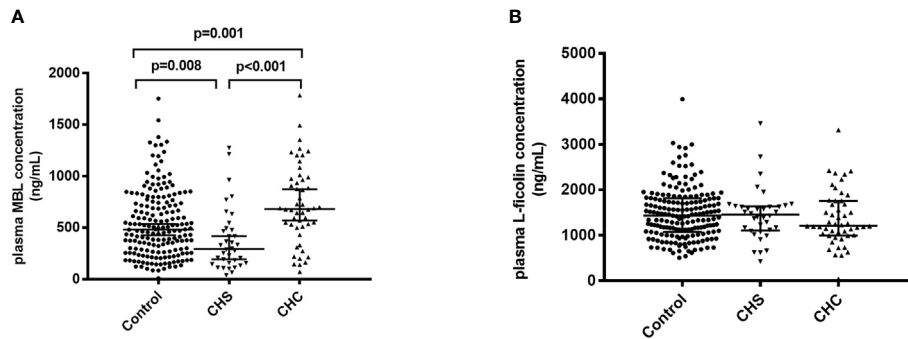 A
p=0.001
p=0.008
p<0.001
plasma MBL concentration
(ng/mL)
2000
1500
1000
500
0
Control
CHS
CHC
B
plasma L-ficolin concentration
(ng/mL)
5000
4000
3000
2000
1000
0
Control
CHS
CHC